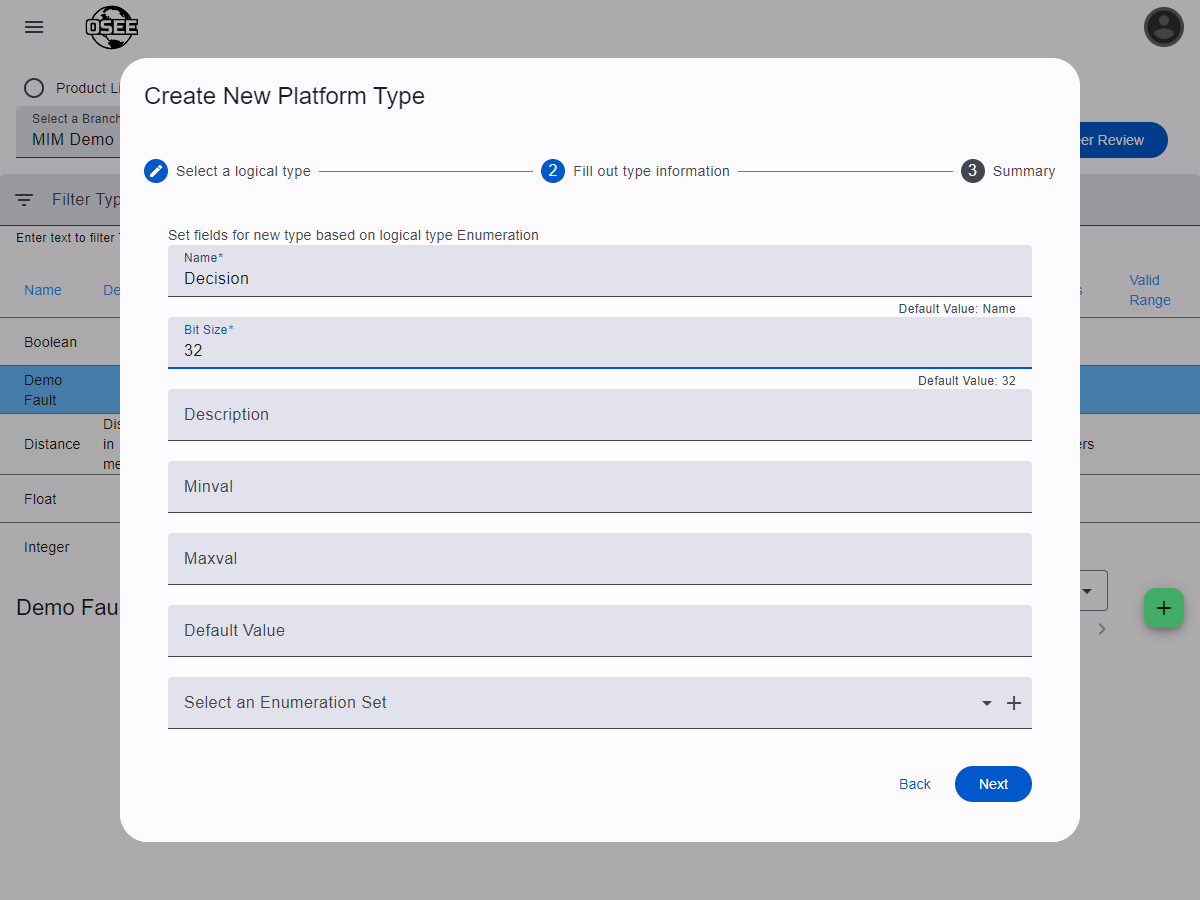 OSEE
Product Li
Select a Branch
MIM Demo
er Review
Filter Typ
Enter text to filter
Name De Valid Range
Boolean
Demo Fault
Distance Dis in me ers
Float
Integer
Demo Fau
Create New Platform Type
Select a logical type 2 Fill out type information 3 Summary
Set fields for new type based on logical type Enumeration
Name*
Decision
Default Value: Name
Bit Size*
32
Default Value: 32
Description
Minval
Maxval
Default Value
Select an Enumeration Set
Back Next